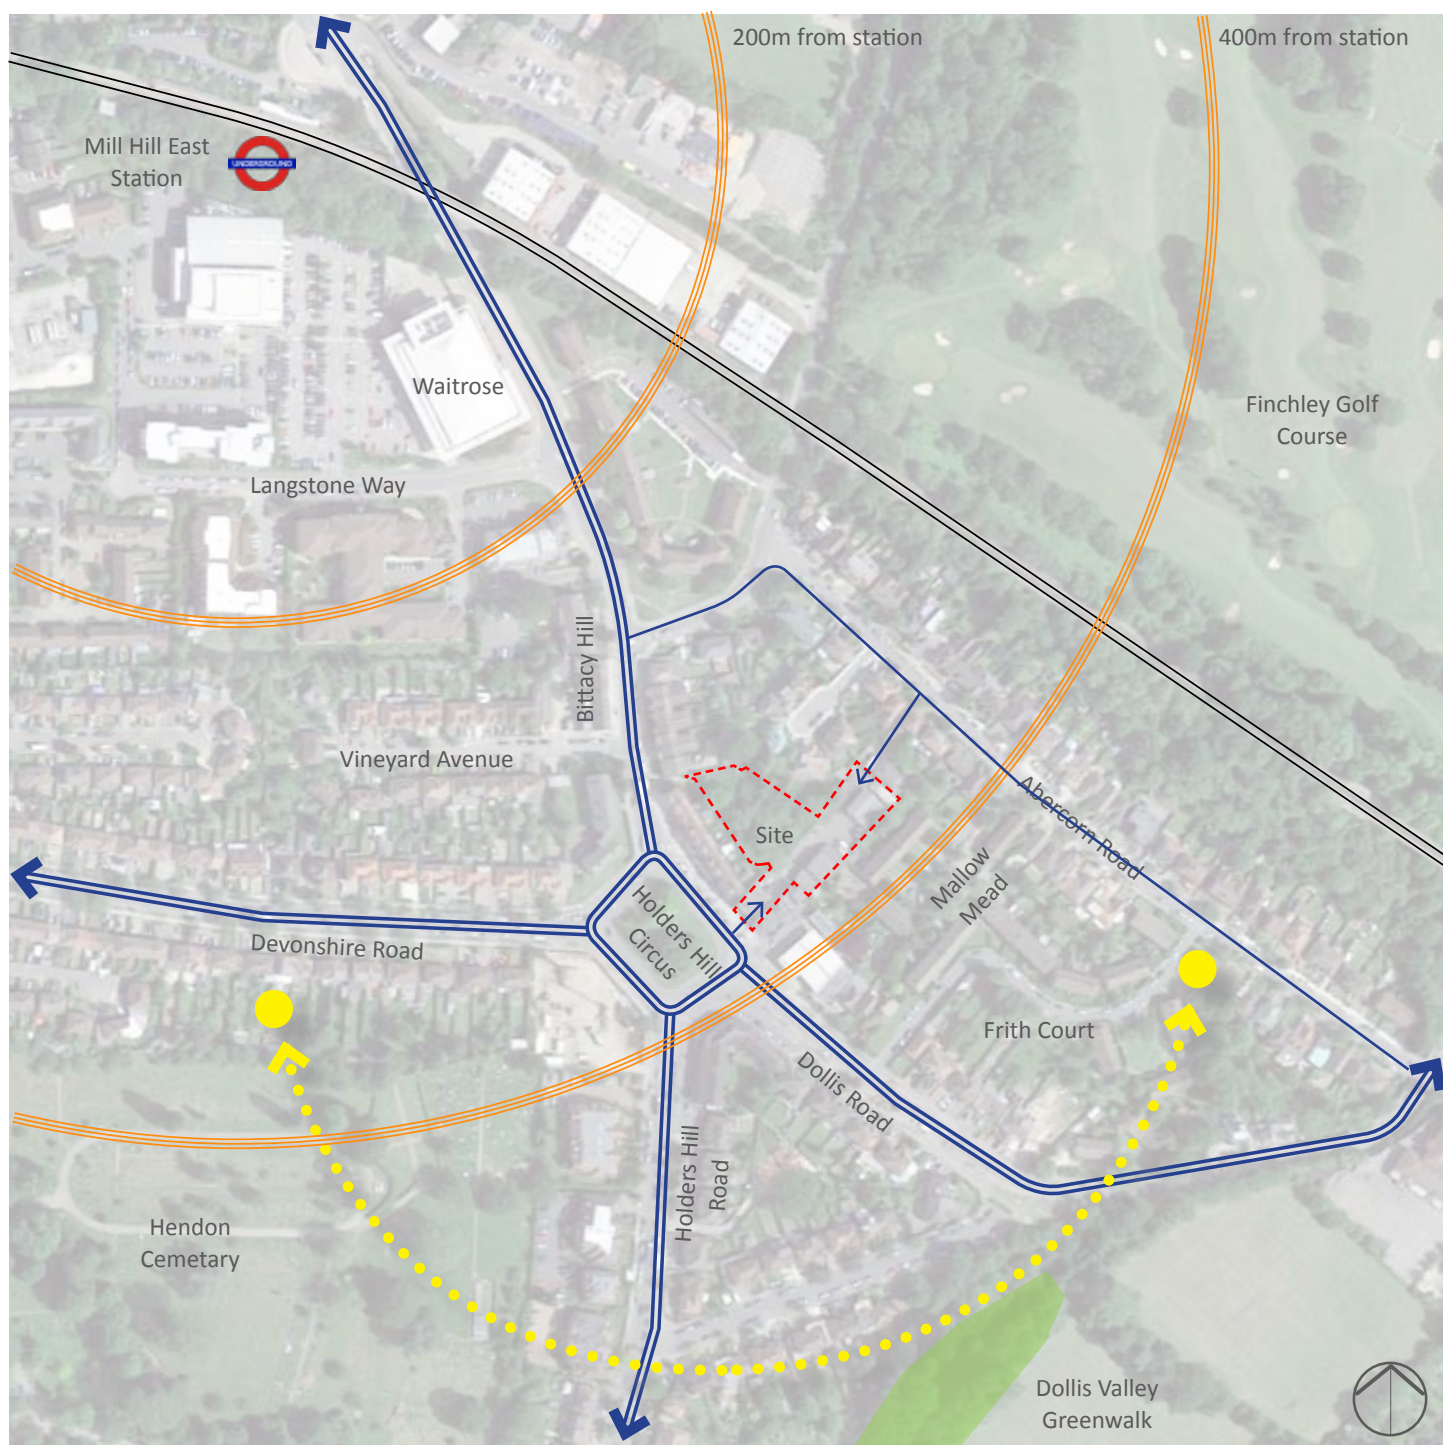 200m from station
400m from station
Mill Hill East
Station
UNDERGROUND
Waitrose
Finchley Golf
Course
Langstone Way
Bittacy Hill
Vineyard Avenue
Site
Abercorn Road
Mallow
Mead
Holders Hill
Circus
Devonshire Road
Frith Court
Dollis Road
Holders Hill
Road
Hendon
Cemetary
Dollis Valley
Greenwalk